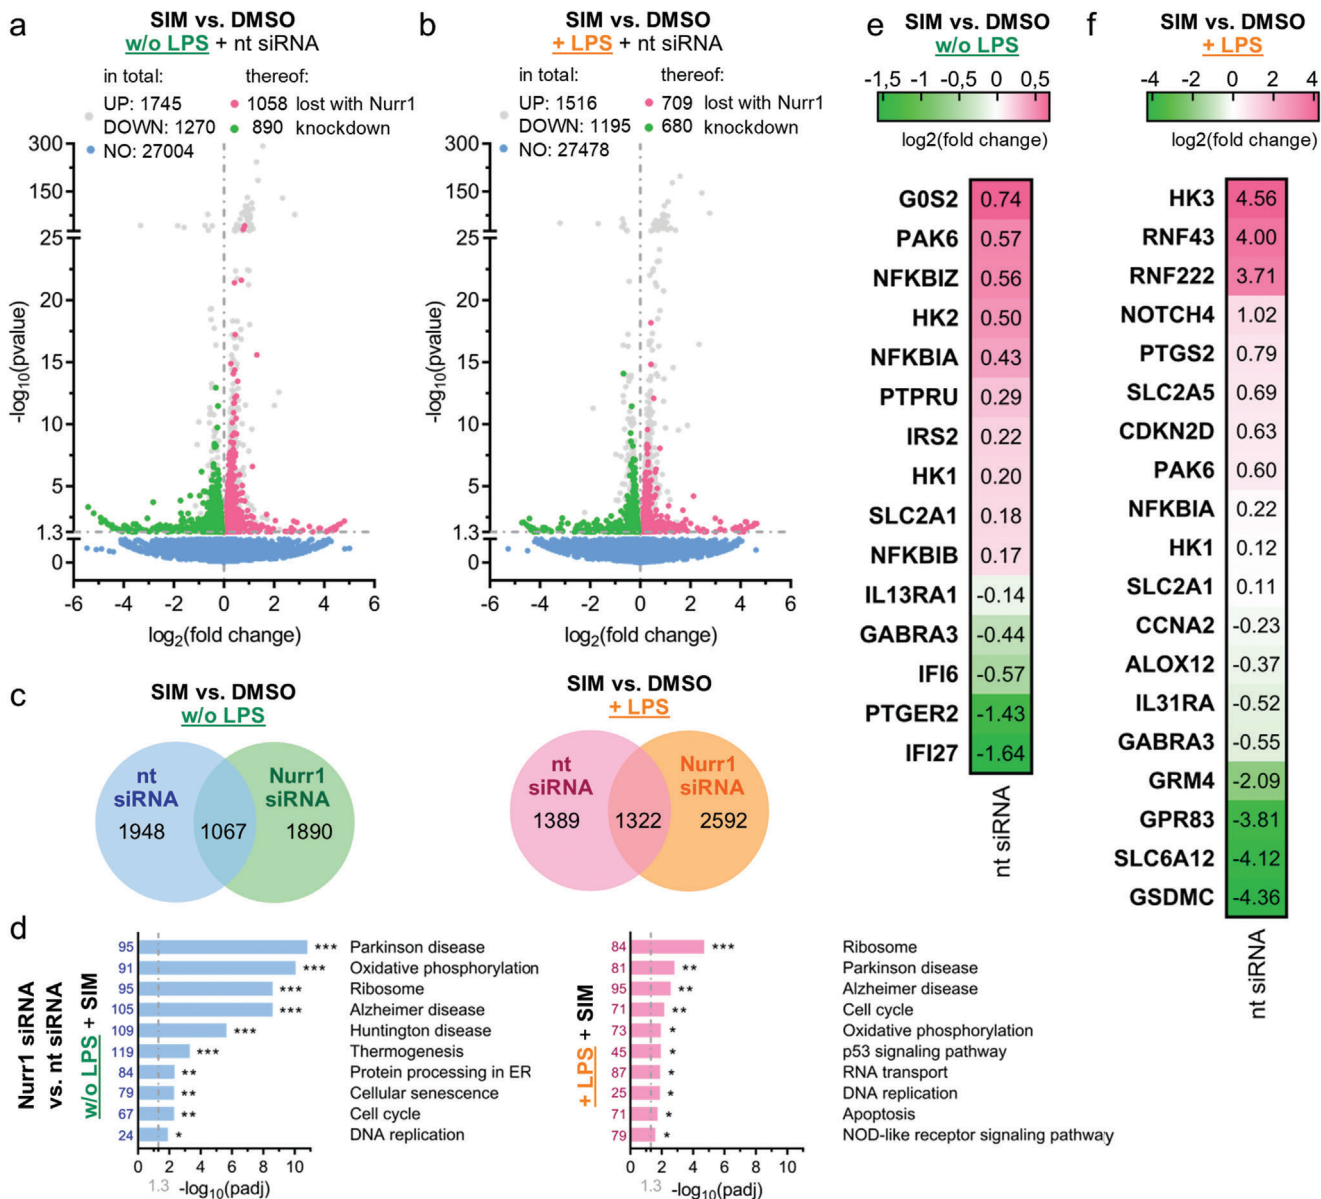 a
SIM vs. DMSO
w/o LPS + nt siRNA
in total:
thereof:
UP: 1745
DOWN: 1270
NO: 27004
1058 lost with Nurr1
890 knockdown
300
150
25
20
15
10
5
1.3
0
-log10(pvalue)
-6 -4 -2 0 2 4 6
log2(fold change)
b
SIM vs. DMSO
+ LPS + nt siRNA
in total:
thereof:
UP: 1516
DOWN: 1195
NO: 27478
709 lost with Nurr1
680 knockdown
300
150
25
20
15
10
5
1.3
0
-log10(pvalue)
-6 -4 -2 0 2 4 6
log2(fold change)
c
SIM vs. DMSO
w/o LPS
nt
siRNA
Nurr1
siRNA
1948 1067 1890
SIM vs. DMSO
+ LPS
nt
siRNA
Nurr1
siRNA
1389 1322 2592
d
Nurr1 siRNA
vs. nt siRNA
w/o LPS + SIM
95 *** Parkinson disease
91 *** Oxidative phosphorylation
95 *** Ribosome
105 *** Alzheimer disease
109 *** Huntington disease
119 *** Thermogenesis
84 ** Protein processing in ER
79 ** Cellular senescence
67 ** Cell cycle
24 * DNA replication
0 2 4 6 8 10
1.3 -log10(padj)
+ LPS + SIM
84 *** Ribosome
81 ** Parkinson disease
95 ** Alzheimer disease
71 ** Cell cycle
73 * Oxidative phosphorylation
45 * p53 signaling pathway
87 * RNA transport
25 * DNA replication
71 * Apoptosis
79 * NOD-like receptor signaling pathway
0 2 4 6 8 10
1.3 -log10(padj)
e
SIM vs. DMSO
w/o LPS
-1,5 -1 0 0,5
log2(fold change)
G0S2 0.74
PAK6 0.57
NFKBIZ 0.56
HK2 0.50
NFKBIA 0.43
PTPRU 0.29
IRS2 0.22
HK1 0.20
SLC2A1 0.18
NFKBIB 0.17
IL13RA1 -0.14
GABRA3 -0.44
IFI6 -0.57
PTGER2 -1.43
IFI27 -1.64
nt siRNA
f
SIM vs. DMSO
+ LPS
-4 -2 0 2 4
log2(fold change)
HK3 4.56
RNF43 4.00
RNF222 3.71
NOTCH4 1.02
PTGS2 0.79
SLC2A5 0.69
CDKN2D 0.63
PAK6 0.60
NFKBIA 0.22
HK1 0.12
SLC2A1 0.11
CCNA2 -0.23
ALOX12 -0.37
IL31RA -0.52
GABRA3 -0.55
GRM4 -2.09
GPR83 -3.81
SLC6A12 -4.12
GSDMC -4.36
nt siRNA